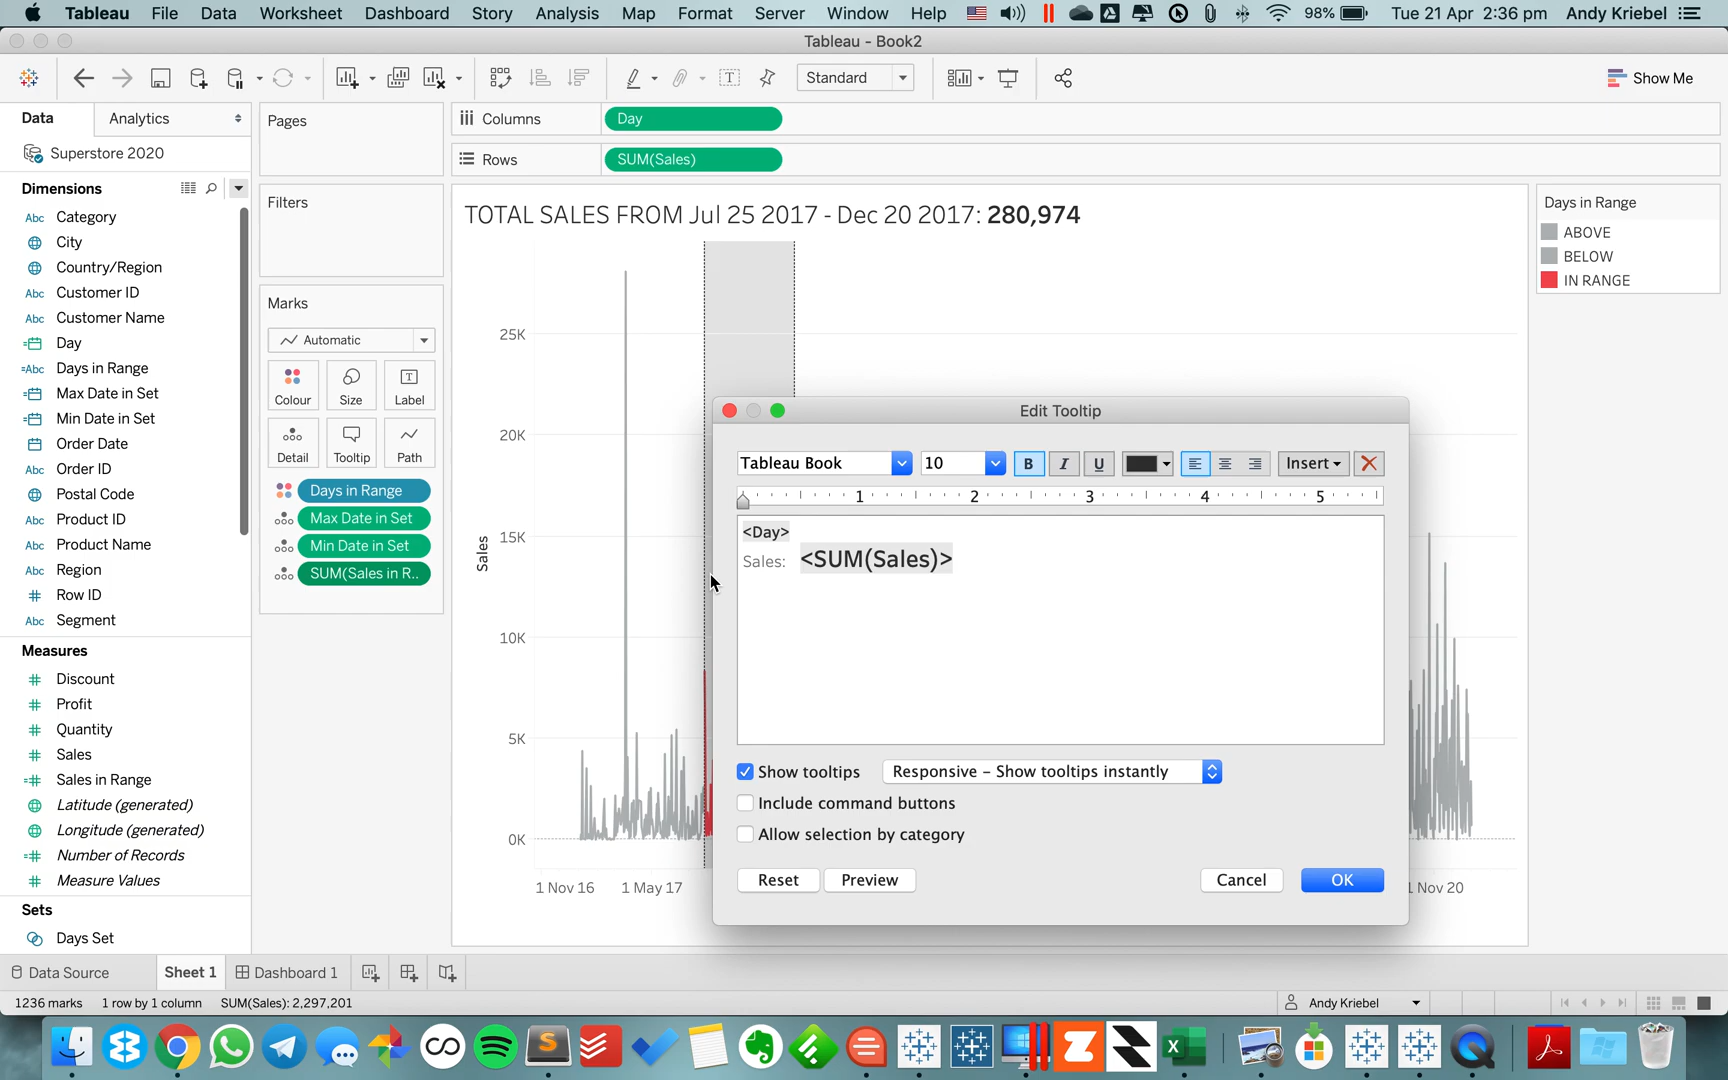 Tableau File Data Worksheet Dashboard Story Analysis Map Format Server Window Help 98% Tue 21 Apr 2:36 pm Andy Kriebel
Tableau - Book2
Standard Show Me
Data Analytics
Pages
Columns Day
Superstore 2020
Rows SUM(Sales)
Dimensions
Filters
TOTAL SALES FROM Jul 25 2017 - Dec 20 2017: 280,974
Days in Range
ABOVE
BELOW
IN RANGE
Abc Category
City
Country/Region
Abc Customer ID
Abc Customer Name
Day
=Abc Days in Range
Max Date in Set
Min Date in Set
Order Date
Abc Order ID
Postal Code
Abc Product ID
Abc Product Name
Abc Region
# Row ID
Abc Segment
Measures
# Discount
# Profit
# Quantity
# Sales
=# Sales in Range
Latitude (generated)
Longitude (generated)
=# Number of Records
# Measure Values
Sets
Days Set
Marks
Automatic
Colour Size Label
Detail Tooltip Path
Days in Range
Max Date in Set
Min Date in Set
SUM(Sales in R..
25K
20K
15K
10K
5K
0K
Sales
1 Nov 16 1 May 17
1 Nov 20
Edit Tooltip
Tableau Book 10 B I U Insert
1 2 3 4 5
<Day>
Sales: <SUM(Sales)>
Show tooltips Responsive – Show tooltips instantly
Include command buttons
Allow selection by category
Reset Preview Cancel OK
Data Source Sheet 1 Dashboard 1
1236 marks 1 row by 1 column SUM(Sales): 2,297,201 Andy Kriebel